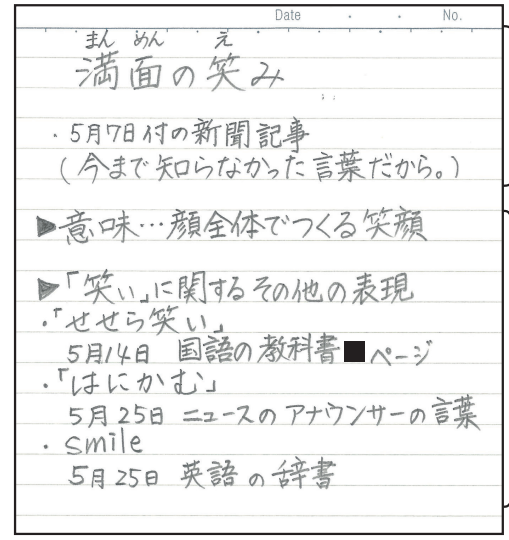 Date ・ ・ No.
まん めん え
満面の笑み
・5月7日付の新聞記事
(今まで知らなかった言葉だから。)
▶意味…顔全体でつくる笑顔
▶「笑い」に関するその他の表現
・「せせら笑い」
5月14日 国語の教科書■ページ
・「はにかむ」
5月25日 ニュースのアナウンサーの言葉
・smile
5月25日 英語の辞書